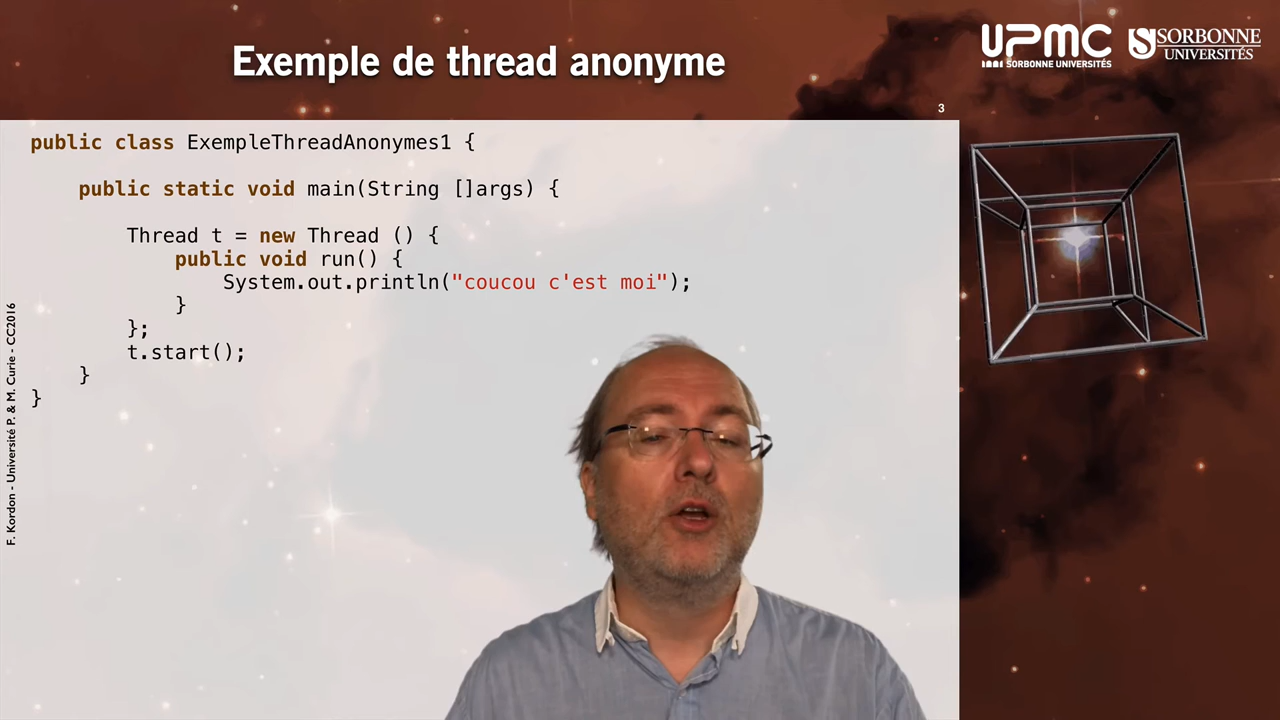 Exemple de thread anonyme
UPMC
SORBONNE UNIVERSITÉS
SORBONNE
UNIVERSITÉS
3
public class ExempleThreadAnonymes1 {
public static void main(String []args) {
Thread t = new Thread () {
public void run() {
System.out.println("coucou c'est moi");
}
};
t.start();
}
}
F. Kordon - Université P. & M. Curie - CC2016